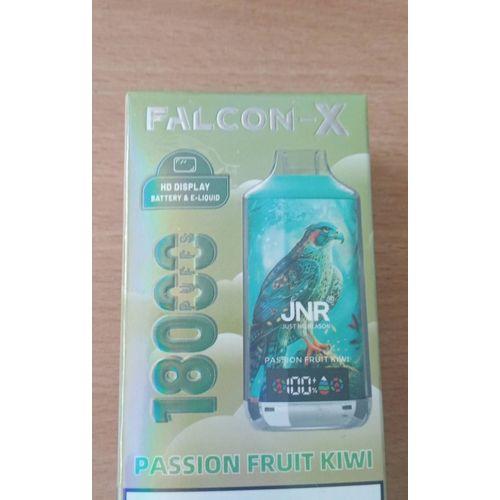 FALCON-X
HD DISPLAY
BATTERY & E-LIQUID
18000
PUFFS
JNR
JUST NO REASON
PASSION FRUIT KIWI
100%
PASSION FRUIT KIWI